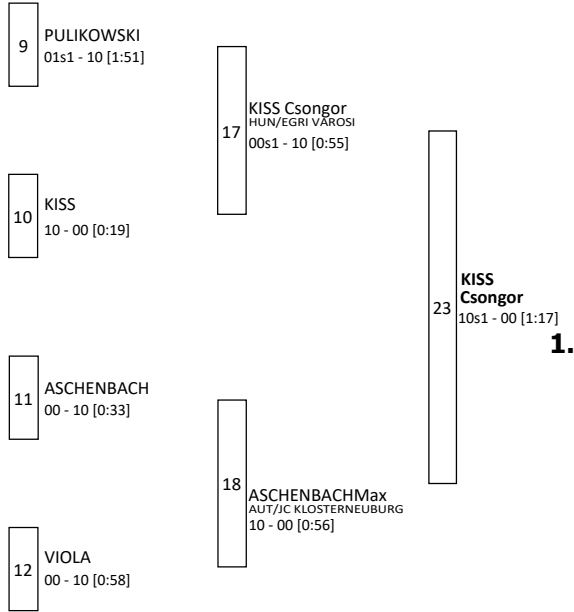 9
PULIKOWSKI
01s1 - 10 [1:51]
10
KISS
10 - 00 [0:19]
11
ASCHENBACH
00 - 10 [0:33]
12
VIOLA
00 - 10 [0:58]
17
KISS Csongor
HUN/EGRI VÁROSI
00s1 - 10 [0:55]
18
ASCHENBACHMax
AUT/JC KLOSTERNEUBURG
10 - 00 [0:56]
23
KISS
Csongor
10s1 - 00 [1:17]
1.